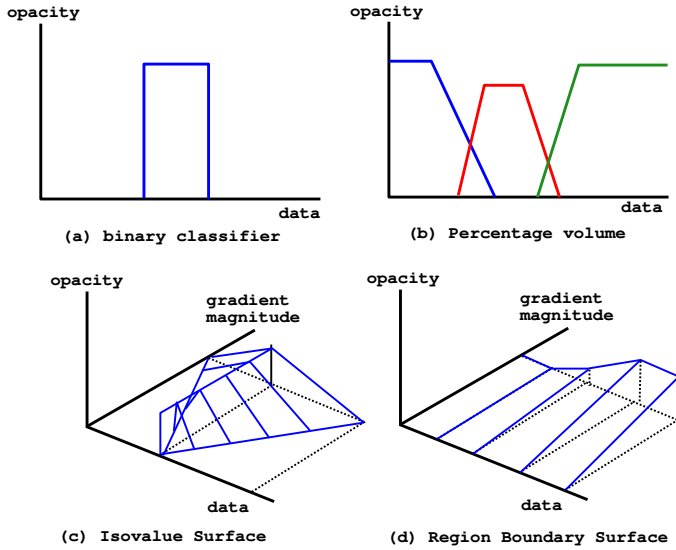 opacity
data
(a) binary classifier
opacity
data
(b) Percentage volume
opacity
gradient
magnitude
data
(c) Isovalue Surface
opacity
gradient
magnitude
data
(d) Region Boundary Surface